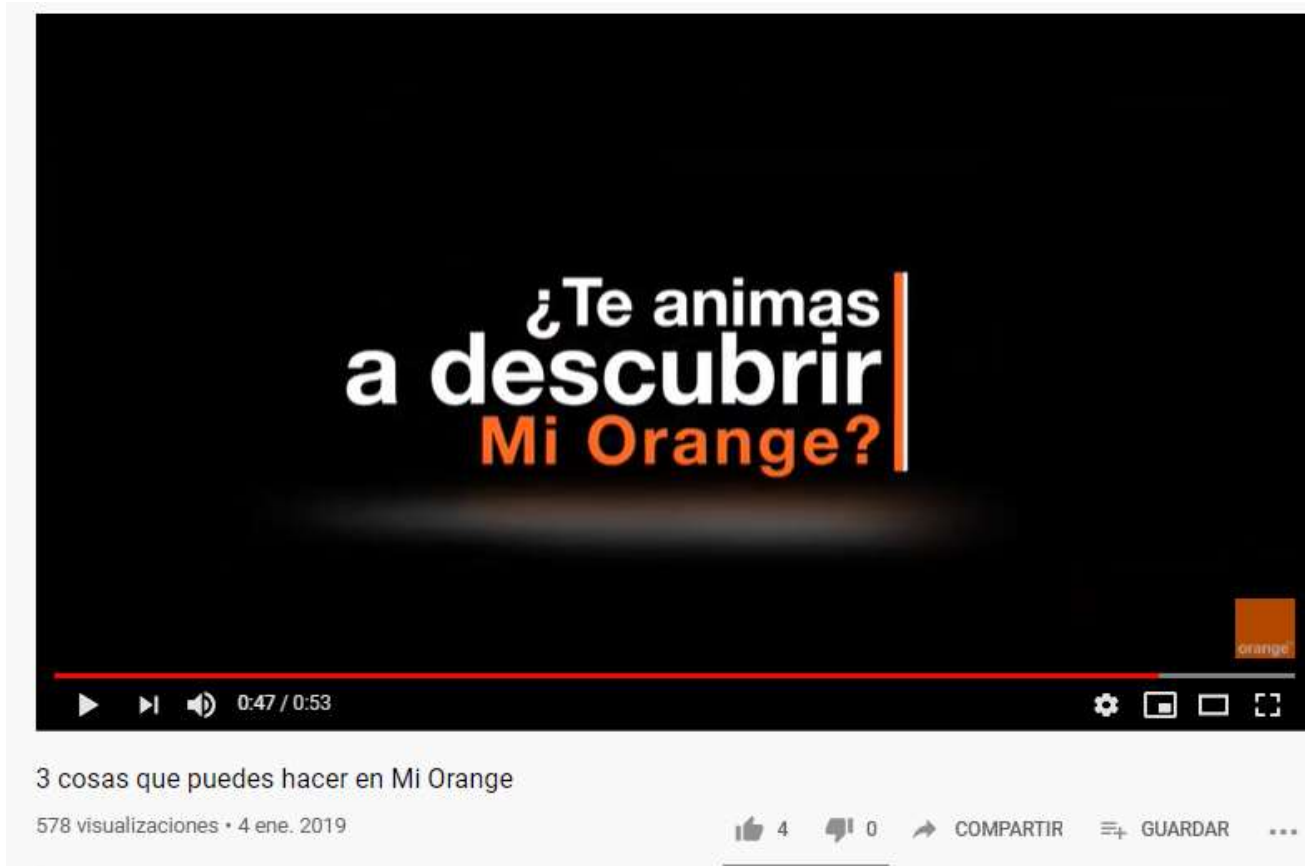 ¿Te animas
a descubrir
Mi Orange?
orange
0:47 / 0:53
3 cosas que puedes hacer en Mi Orange
578 visualizaciones • 4 ene. 2019
4 0 COMPARTIR GUARDAR